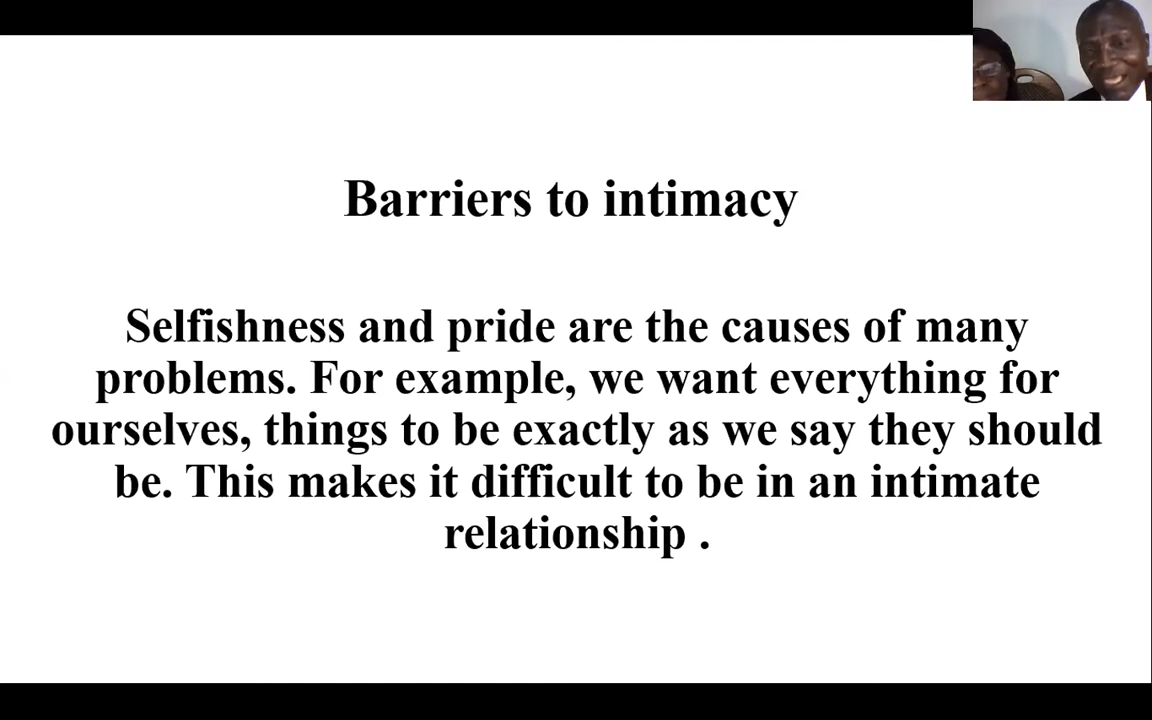 Barriers to intimacy
Selfishness and pride are the causes of many
problems. For example, we want everything for
ourselves, things to be exactly as we say they should
be. This makes it difficult to be in an intimate
relationship .